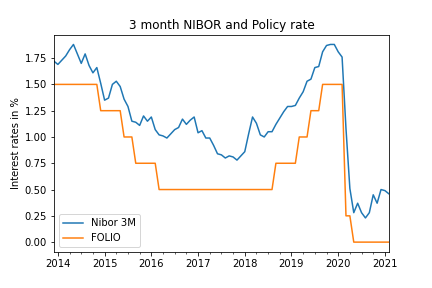 3 month NIBOR and Policy rate
Interest rates in %
1.75
1.50
1.25
1.00
0.75
0.50
0.25
0.00
Nibor 3M
FOLIO
2014 2015 2016 2017 2018 2019 2020 2021